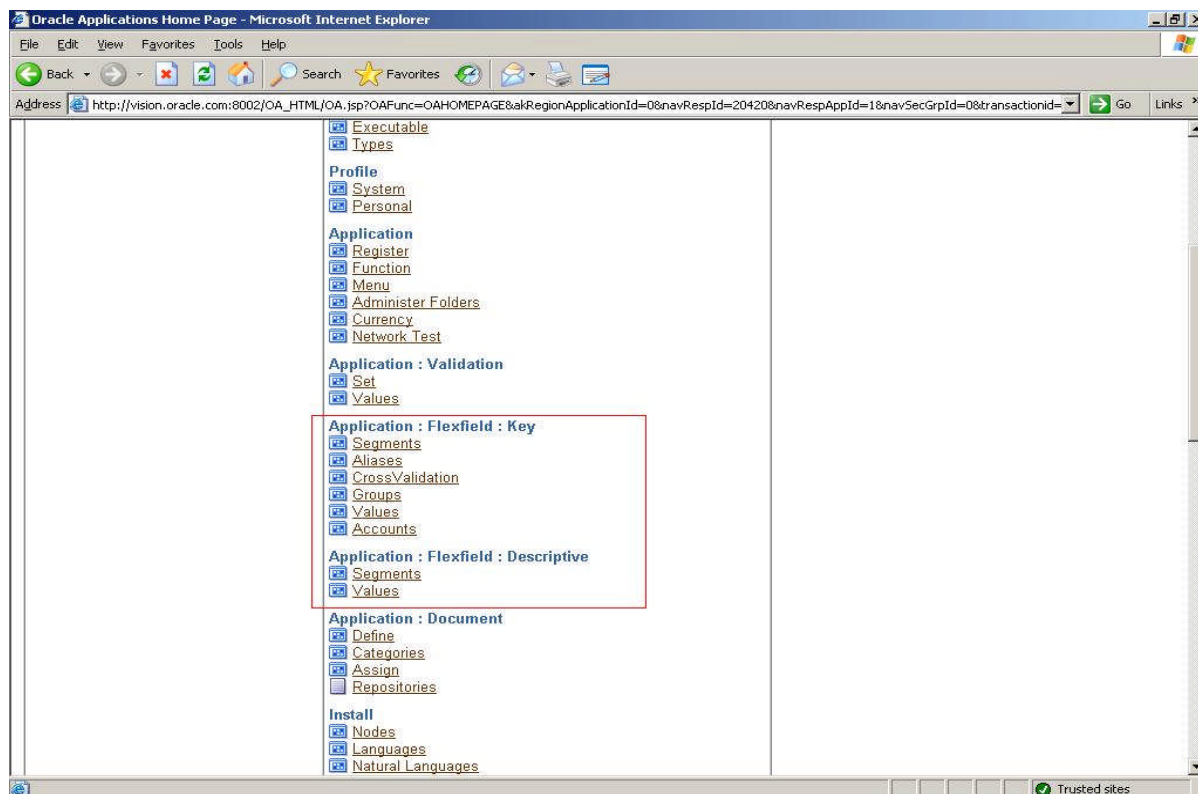 Oracle Applications Home Page - Microsoft Internet Explorer
File Edit View Favorites Tools Help
Back Search Favorites
Address http://vision.oracle.com:8002/OA_HTML/OA.jsp?OAFunc=OAHOMEPAGE&akRegionApplicationId=0&navRespId=20420&navRespAppId=1&navSecGrpId=0&transactionid= Go Links »
Executable
Types
Profile
System
Personal
Application
Register
Function
Menu
Administer Folders
Currency
Network Test
Application : Validation
Set
Values
Application : Flexfield : Key
Segments
Aliases
CrossValidation
Groups
Values
Accounts
Application : Flexfield : Descriptive
Segments
Values
Application : Document
Define
Categories
Assign
Repositories
Install
Nodes
Languages
Natural Languages
Trusted sites